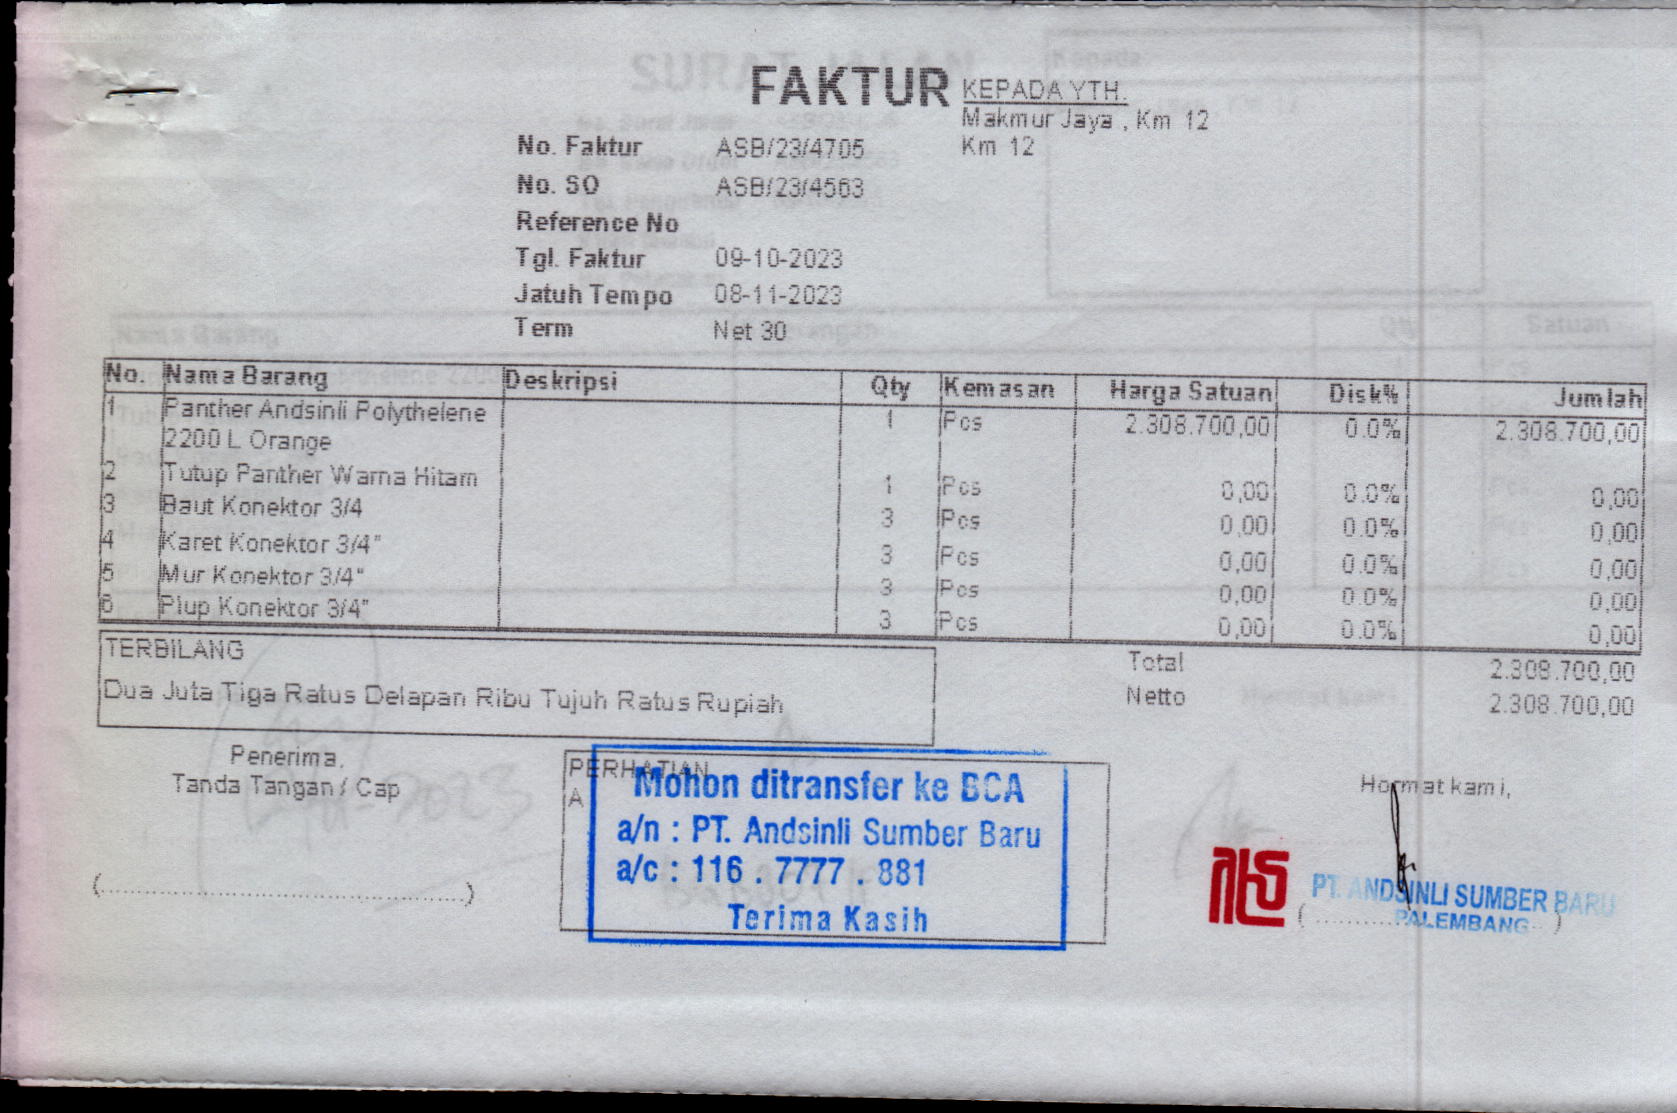 FAKTUR
KEPADA YTH.
Makmur Jaya , Km 12
Km 12
No. Faktur ASB/23/4705
No. SO ASB/23/4563
Reference No
Tgl. Faktur 09-10-2023
Jatuh Tempo 08-11-2023
Term Net 30
No. Nama Barang Deskripsi Qty Kemasan Harga Satuan Disk% Jumlah
1 Panther Andsinli Polythelene 1 Pcs 2.308.700,00 0.0% 2.308.700,00
2200 L Orange
2 Tutup Panther Warna Hitam 1 Pcs 0,00 0.0% 0,00
3 Baut Konektor 3/4 3 Pcs 0,00 0.0% 0,00
4 Karet Konektor 3/4" 3 Pcs 0,00 0.0% 0,00
5 Mur Konektor 3/4" 3 Pcs 0,00 0.0% 0,00
6 Plup Konektor 3/4" 3 Pcs 0,00 0.0% 0,00
TERBILANG
Dua Juta Tiga Ratus Delapan Ribu Tujuh Ratus Rupiah
Total 2.308.700,00
Netto 2.308.700,00
Penerima,
Tanda Tangan / Cap
(....................)
PERHATIAN
A
Mohon ditransfer ke BCA
a/n : PT. Andsinli Sumber Baru
a/c : 116 . 7777 . 881
Terima Kasih
Hormat kami,
PT. ANDSINLI SUMBER BARU
PALEMBANG